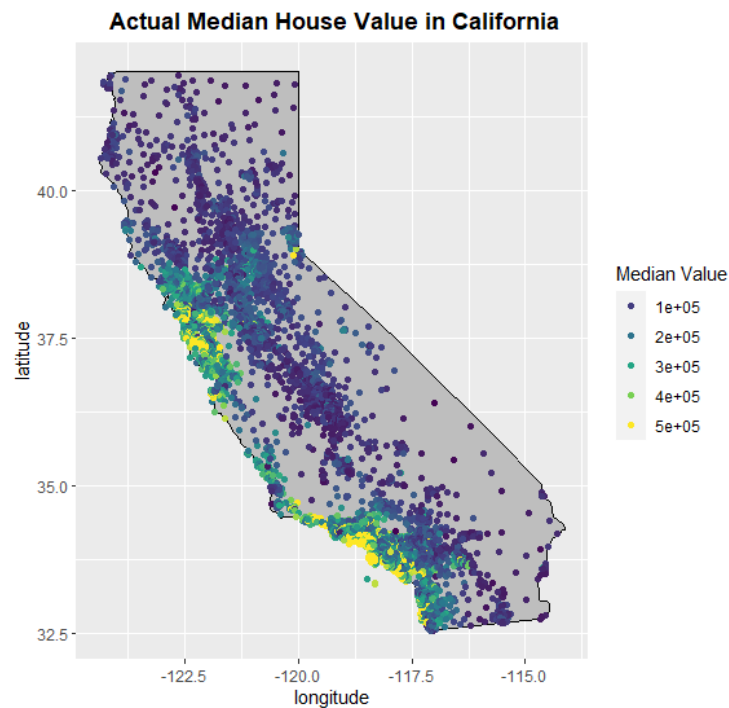 Actual Median House Value in California
40.0
37.5
35.0
32.5
latitude
-122.5
-120.0
-117.5
-115.0
longitude
Median Value
1e+05
2e+05
3e+05
4e+05
5e+05